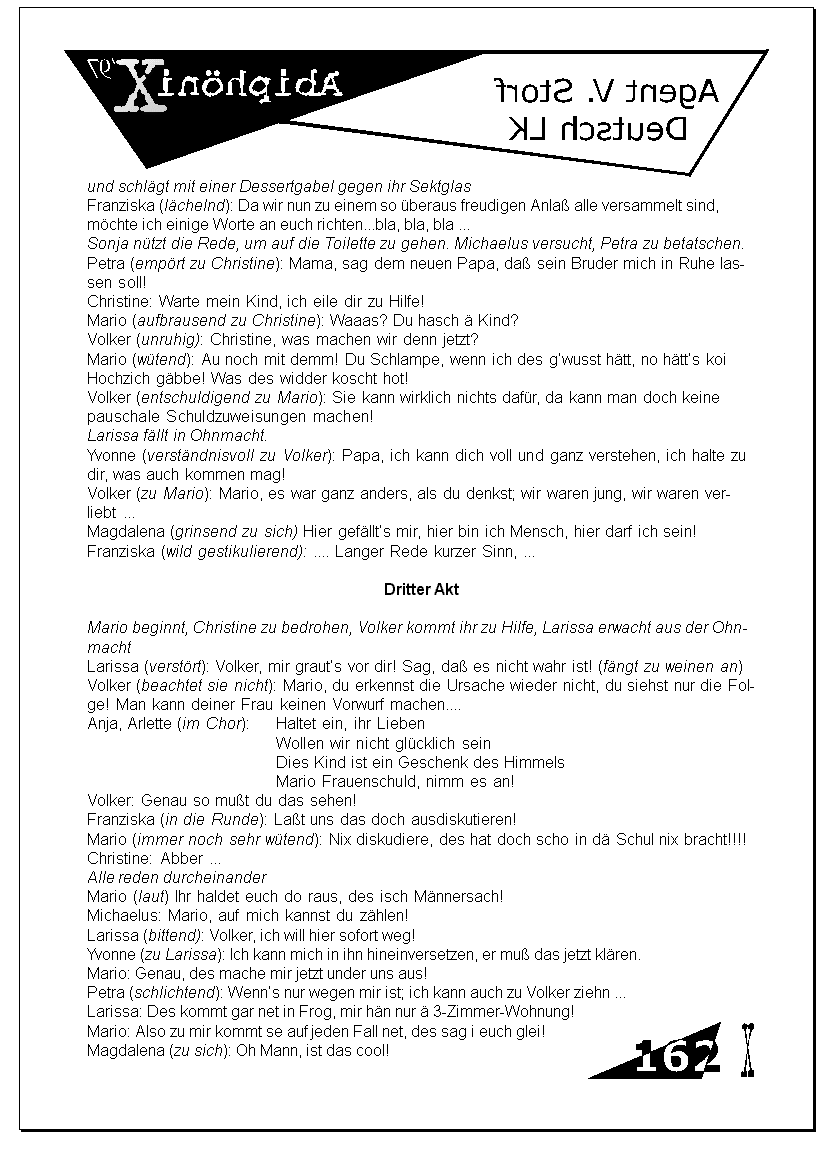 Abiphönix '97
Agent V. Storf
Deutsch LK
und schlägt mit einer Dessertgabel gegen ihr Sektglas
Franziska (lächelnd): Da wir nun zu einem so überaus freudigen Anlaß alle versammelt sind,
möchte ich einige Worte an euch richten...bla, bla, bla ...
Sonja nützt die Rede, um auf die Toilette zu gehen. Michaelus versucht, Petra zu betatschen.
Petra (empört zu Christine): Mama, sag dem neuen Papa, daß sein Bruder mich in Ruhe las-
sen soll!
Christine: Warte mein Kind, ich eile dir zu Hilfe!
Mario (aufbrausend zu Christine): Waaas? Du hasch ä Kind?
Volker (unruhig): Christine, was machen wir denn jetzt?
Mario (wütend): Au noch mit demm! Du Schlampe, wenn ich des g'wusst hätt, no hätt's koi
Hochzich gäbbe! Was des widder koscht hot!
Volker (entschuldigend zu Mario): Sie kann wirklich nichts dafür, da kann man doch keine
pauschale Schuldzuweisungen machen!
Larissa fällt in Ohnmacht.
Yvonne (verständnisvoll zu Volker): Papa, ich kann dich voll und ganz verstehen, ich halte zu
dir, was auch kommen mag!
Volker (zu Mario): Mario, es war ganz anders, als du denkst; wir waren jung, wir waren ver-
liebt ...
Magdalena (grinsend zu sich) Hier gefällt's mir, hier bin ich Mensch, hier darf ich sein!
Franziska (wild gestikulierend): .... Langer Rede kurzer Sinn, ...
Dritter Akt
Mario beginnt, Christine zu bedrohen, Volker kommt ihr zu Hilfe, Larissa erwacht aus der Ohn-
macht
Larissa (verstört): Volker, mir graut's vor dir! Sag, daß es nicht wahr ist! (fängt zu weinen an)
Volker (beachtet sie nicht): Mario, du erkennst die Ursache wieder nicht, du siehst nur die Fol-
ge! Man kann deiner Frau keinen Vorwurf machen....
Anja, Arlette (im Chor): Haltet ein, ihr Lieben
Wollen wir nicht glücklich sein
Dies Kind ist ein Geschenk des Himmels
Mario Frauenschuld, nimm es an!
Volker: Genau so mußt du das sehen!
Franziska (in die Runde): Laßt uns das doch ausdiskutieren!
Mario (immer noch sehr wütend): Nix diskudiere, des hat doch scho in dä Schul nix bracht!!!!
Christine: Abber ...
Alle reden durcheinander
Mario (laut) Ihr haldet euch do raus, des isch Männersach!
Michaelus: Mario, auf mich kannst du zählen!
Larissa (bittend): Volker, ich will hier sofort weg!
Yvonne (zu Larissa): Ich kann mich in ihn hineinversetzen, er muß das jetzt klären.
Mario: Genau, des mache mir jetzt under uns aus!
Petra (schlichtend): Wenn's nur wegen mir ist; ich kann auch zu Volker ziehn ...
Larissa: Des kommt gar net in Frog, mir hän nur ä 3-Zimmer-Wohnung!
Mario: Also zu mir kommt se auf jeden Fall net, des sag i euch glei!
Magdalena (zu sich): Oh Mann, ist das cool!
162 X